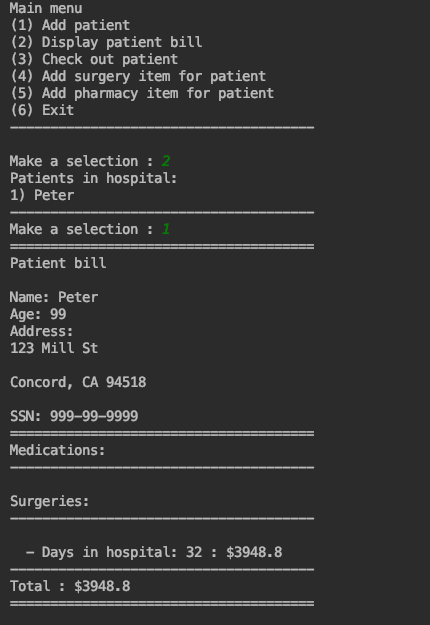 Main menu
(1) Add patient
(2) Display patient bill
(3) Check out patient
(4) Add surgery item for patient
(5) Add pharmacy item for patient
(6) Exit
--------------------------------------
Make a selection : 2
Patients in hospital:
1) Peter
--------------------------------------
Make a selection : 1
======================================
Patient bill
Name: Peter
Age: 99
Address:
123 Mill St
Concord, CA 94518
SSN: 999-99-9999
======================================
Medications:
--------------------------------------
Surgeries:
--------------------------------------
- Days in hospital: 32 : $3948.8
--------------------------------------
Total : $3948.8
======================================